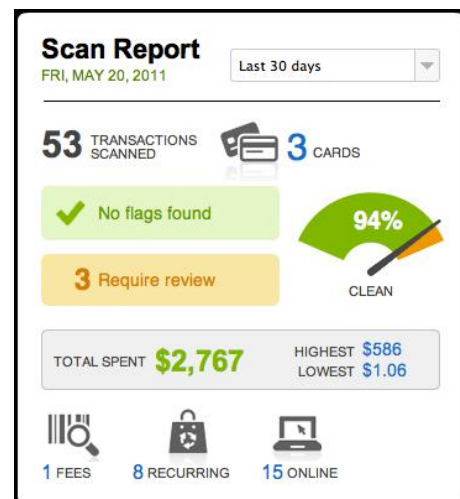 Scan Report
FRI, MAY 20, 2011
Last 30 days
53 TRANSACTIONS SCANNED
3 CARDS
No flags found
94%
3 Require review
CLEAN
TOTAL SPENT $2,767
HIGHEST $586
LOWEST $1.06
1 FEES
8 RECURRING
15 ONLINE